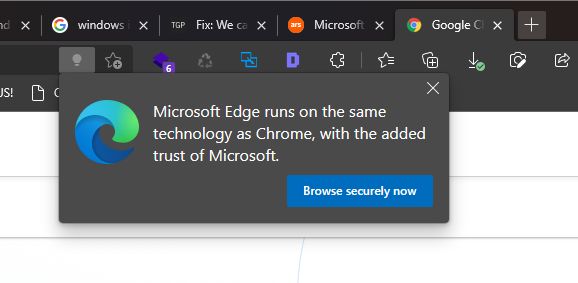 nd
windows i
TGP
Fix: We ca
ars
Microsoft
Google C
6
US!
Microsoft Edge runs on the same
technology as Chrome, with the added
trust of Microsoft.
Browse securely now